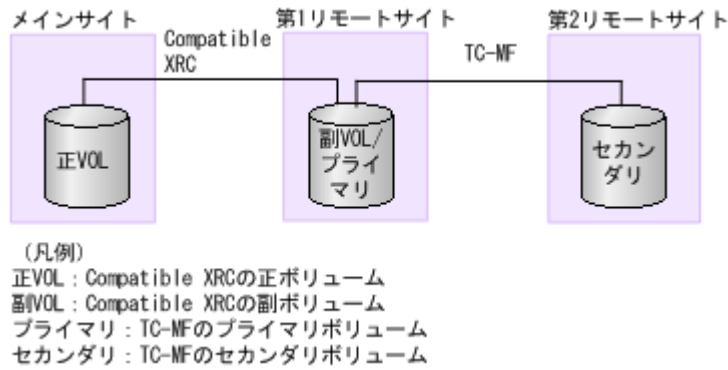 メインサイト
第1リモートサイト
第2リモートサイト
Compatible
XRC
TC-MF
正VOL
副VOL/
プライ
マリ
セカン
ダリ
(凡例)
正VOL:Compatible XRCの正ボリューム
副VOL:Compatible XRCの副ボリューム
プライマリ:TC-MFのプライマリボリューム
セカンダリ:TC-MFのセカンダリボリューム